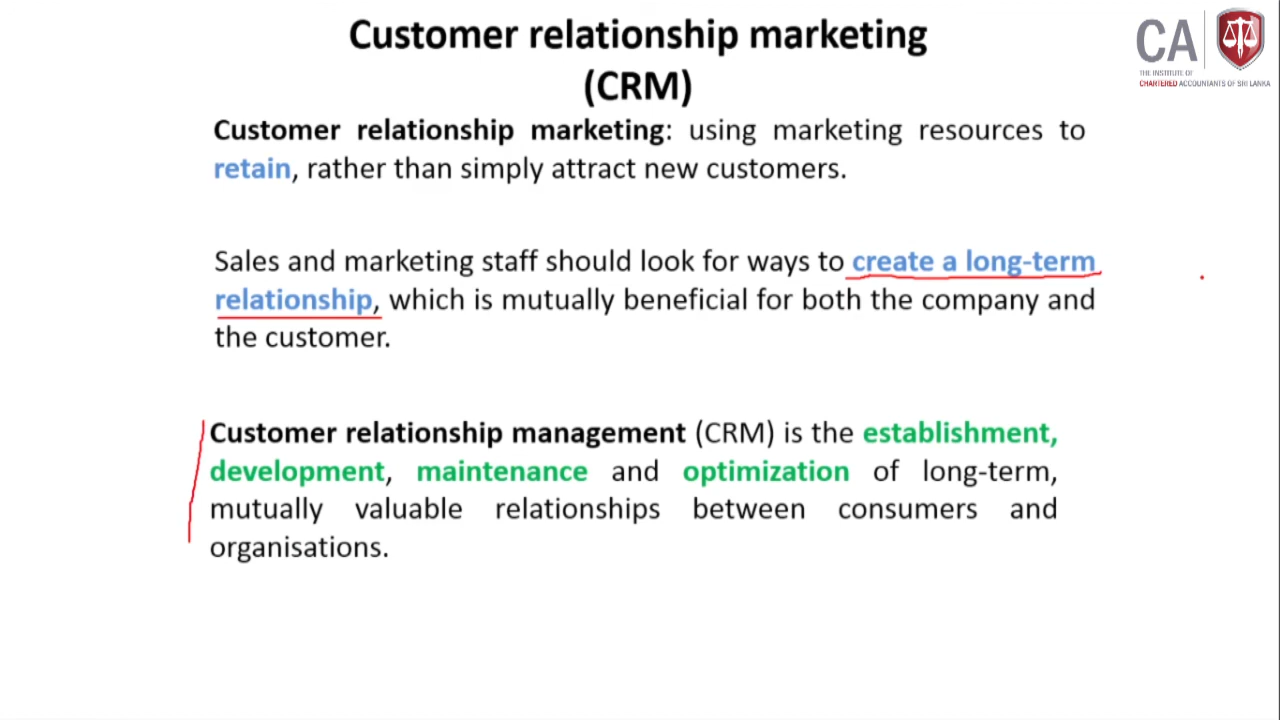 Customer relationship marketing
(CRM)
CA
THE INSTITUTE OF
CHARTERED ACCOUNTANTS OF SRI LANKA
Customer relationship marketing: using marketing resources to
retain, rather than simply attract new customers.
Sales and marketing staff should look for ways to create a long-term
relationship, which is mutually beneficial for both the company and
the customer.
Customer relationship management (CRM) is the establishment,
development, maintenance and optimization of long-term,
mutually valuable relationships between consumers and
organisations.